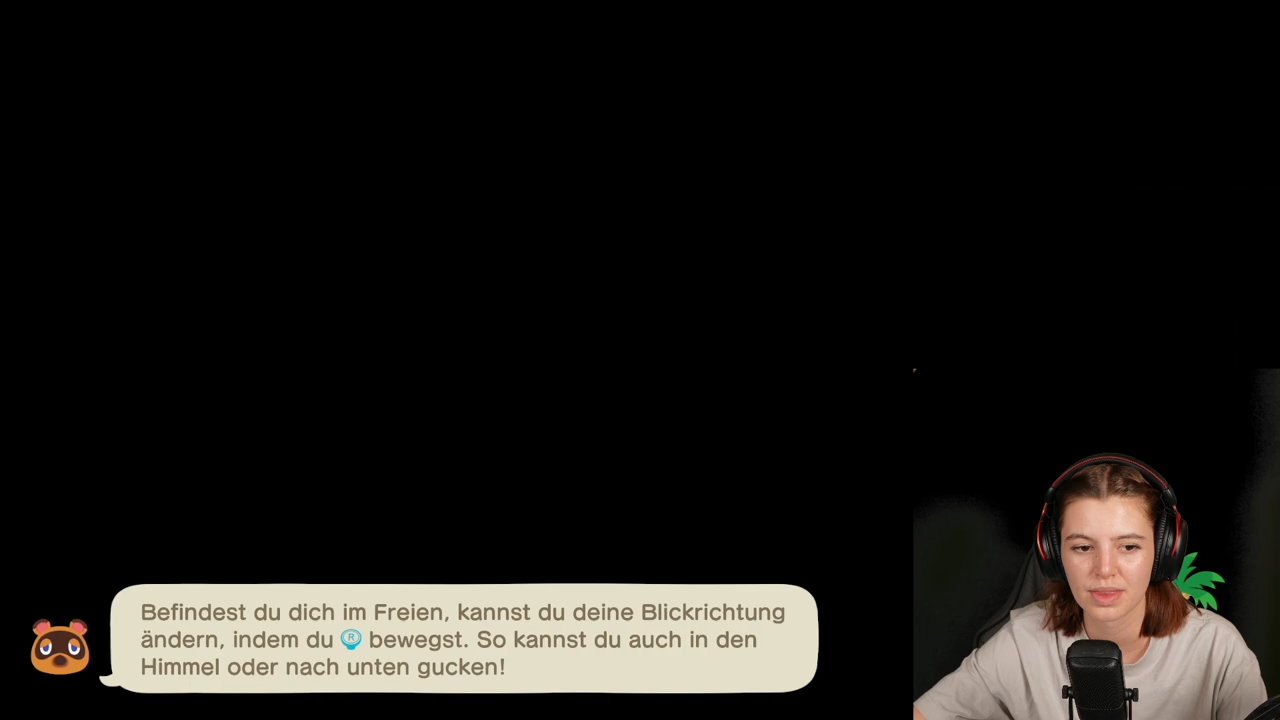 Befindest du dich im Freien, kannst du deine Blickrichtung
ändern, indem du R bewegst. So kannst du auch in den
Himmel oder nach unten gucken!